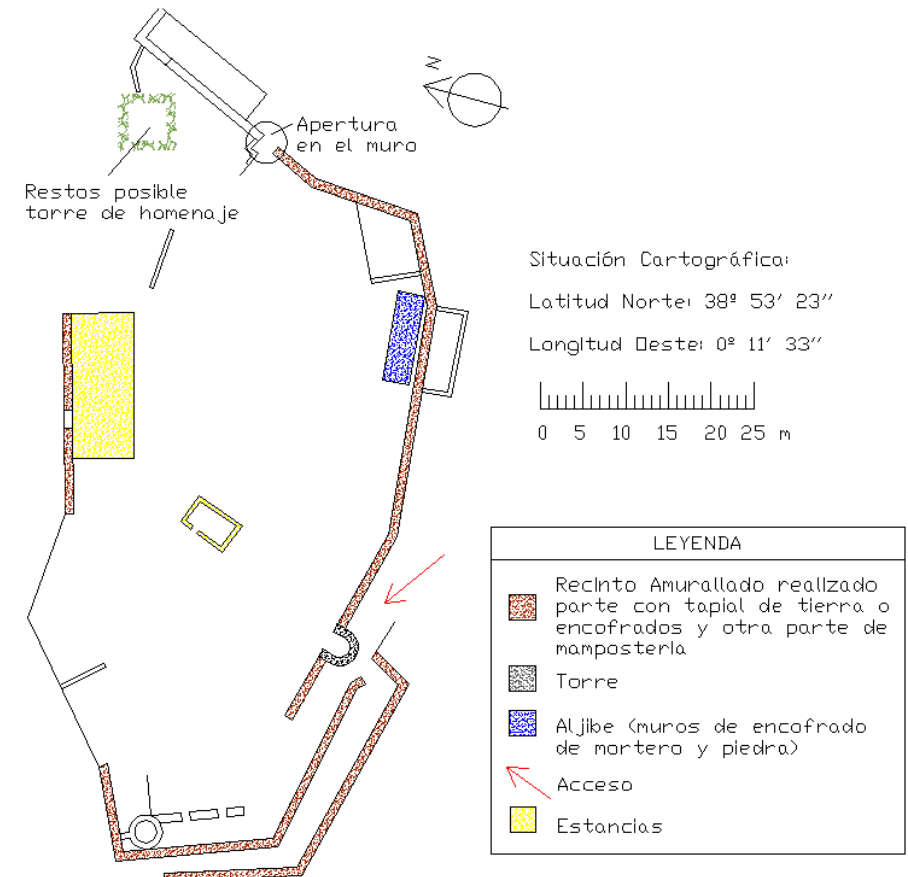 N
Apertura
en el muro
Restos posible
torre de homenaje
Situación Cartográfica:
Latitud Norte: 38º 53' 23''
Longitud Oeste: 0º 11' 33''
0 5 10 15 20 25 m
LEYENDA
Recinto Amurallado realizado
parte con tapial de tierra o
encofrados y otra parte de
mampostería
Torre
Aljibe (muros de encofrado
de mortero y piedra)
Acceso
Estancias